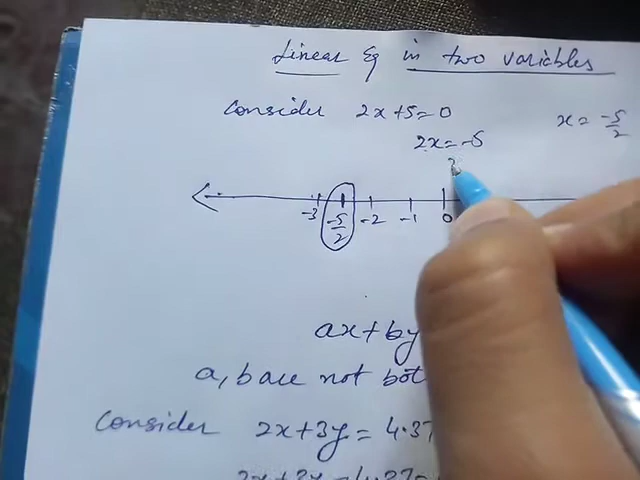 Linear Eq in two variables
Consider 2x+5=0 x = -5/2
2x=-5
-3 -5/2 -2 -1 0
ax+by
a, b are not bot
Consider 2x+3y = 4.37